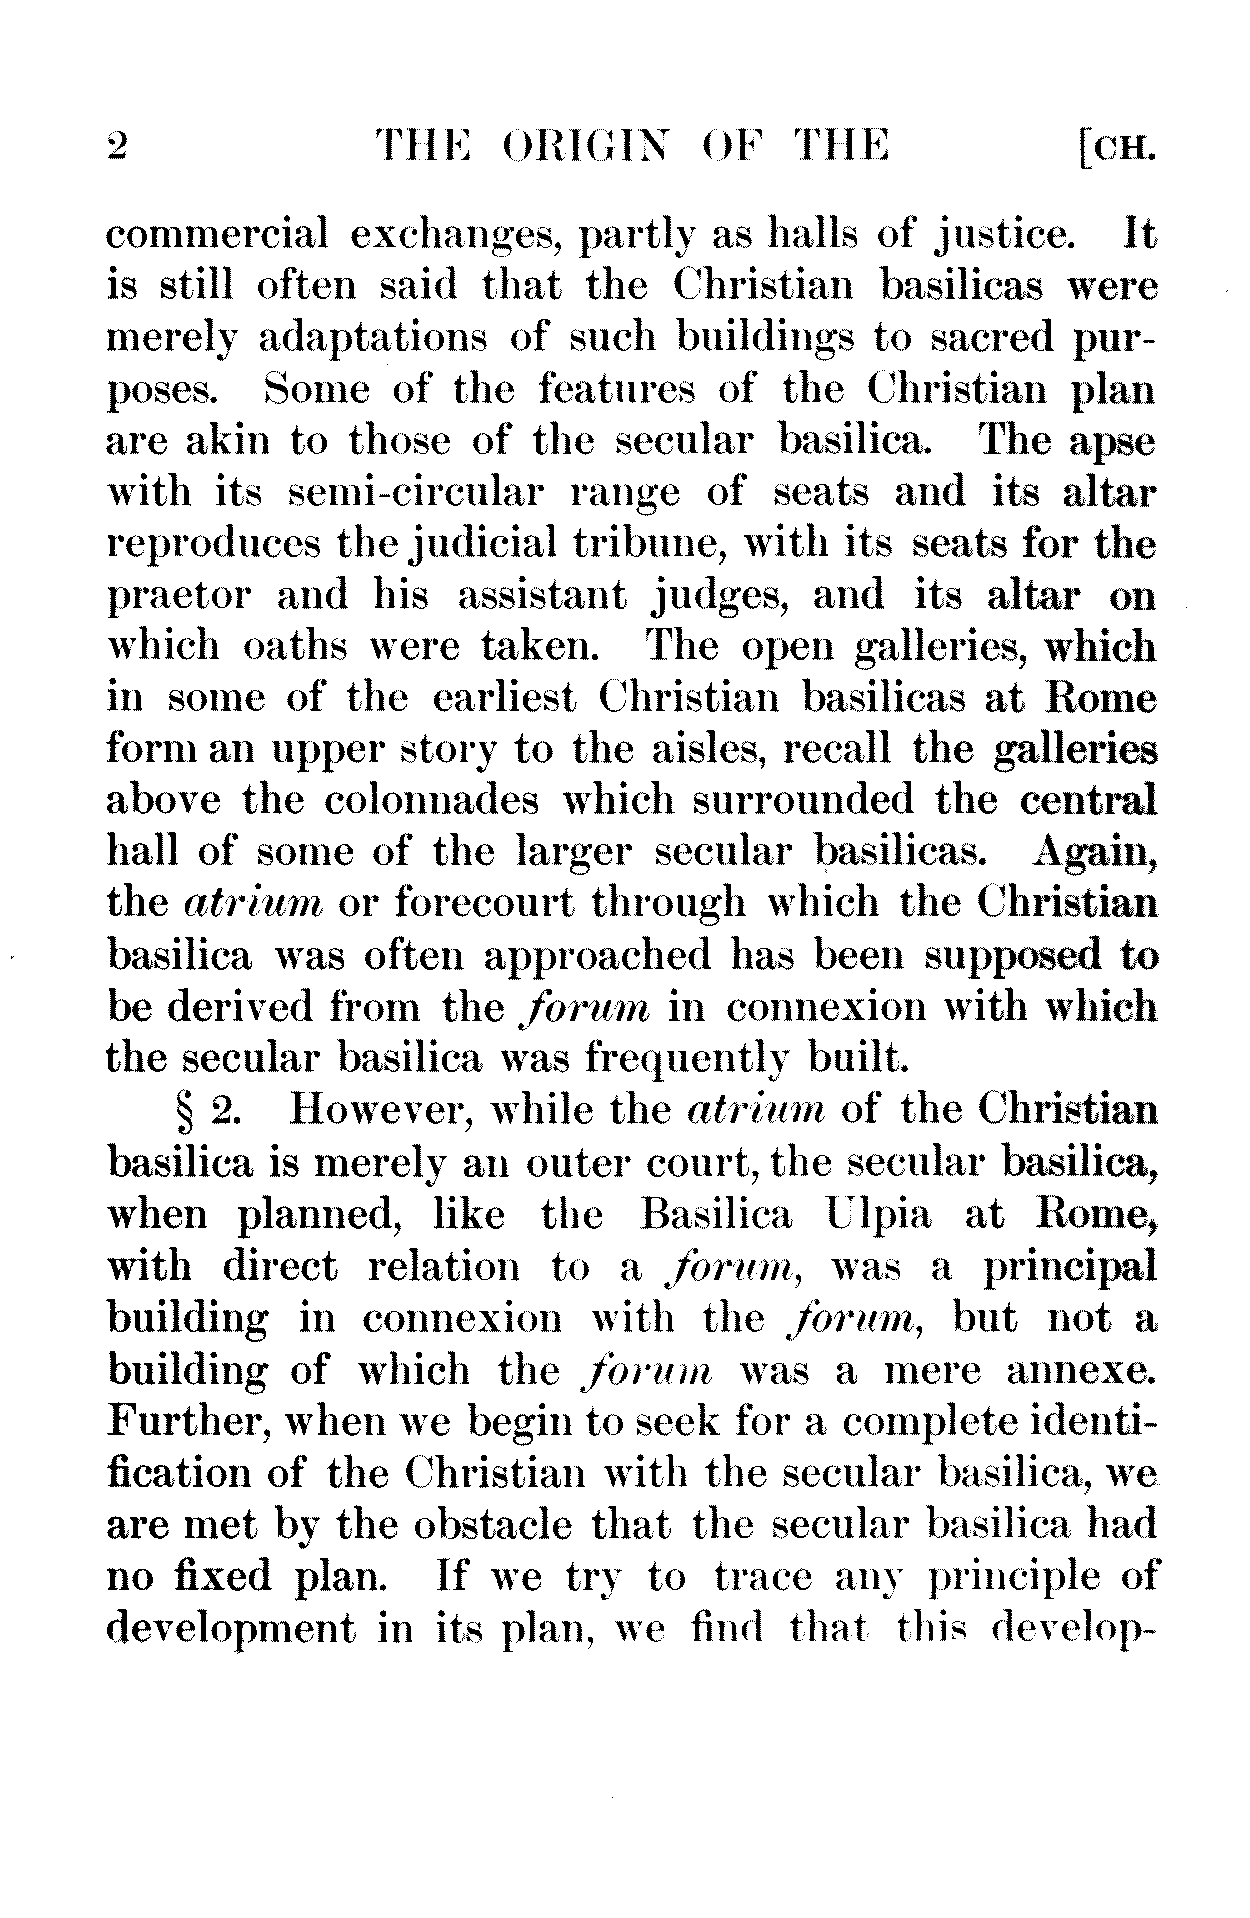 2 THE ORIGIN OF THE [CH.
commercial exchanges, partly as halls of justice. It
is still often said that the Christian basilicas were
merely adaptations of such buildings to sacred pur-
poses. Some of the features of the Christian plan
are akin to those of the secular basilica. The apse
with its semi-circular range of seats and its altar
reproduces the judicial tribune, with its seats for the
praetor and his assistant judges, and its altar on
which oaths were taken. The open galleries, which
in some of the earliest Christian basilicas at Rome
form an upper story to the aisles, recall the galleries
above the colonnades which surrounded the central
hall of some of the larger secular basilicas. Again,
the atrium or forecourt through which the Christian
basilica was often approached has been supposed to
be derived from the forum in connexion with which
the secular basilica was frequently built.
§ 2. However, while the atrium of the Christian
basilica is merely an outer court, the secular basilica,
when planned, like the Basilica Ulpia at Rome,
with direct relation to a forum, was a principal
building in connexion with the forum, but not a
building of which the forum was a mere annexe.
Further, when we begin to seek for a complete identi-
fication of the Christian with the secular basilica, we
are met by the obstacle that the secular basilica had
no fixed plan. If we try to trace any principle of
development in its plan, we find that this develop-